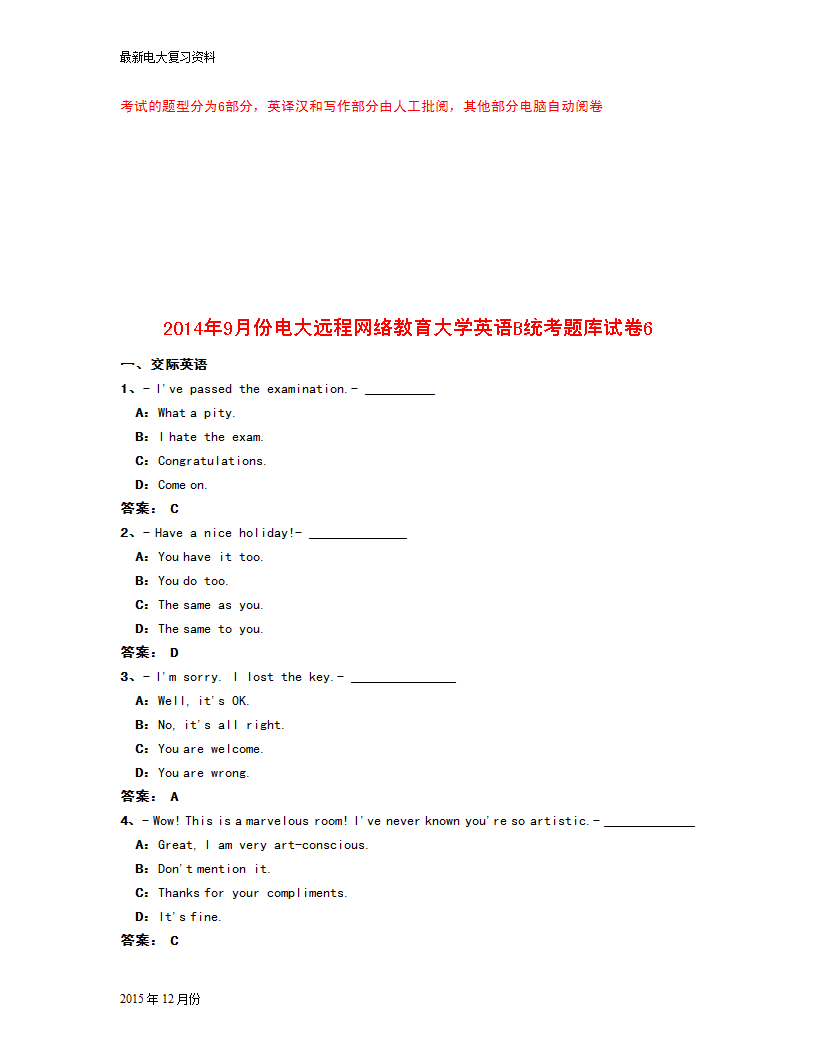 最新电大复习资料
考试的题型分为6部分，英译汉和写作部分由人工批阅，其他部分电脑自动阅卷
2014年9月份电大远程网络教育大学英语B统考题库试卷6
一、交际英语
1、- I've passed the examination.- __________
A：What a pity.
B：I hate the exam.
C：Congratulations.
D：Come on.
答案： C
2、- Have a nice holiday!- ______________
A：You have it too.
B：You do too.
C：The same as you.
D：The same to you.
答案： D
3、- I'm sorry. I lost the key.- _______________
A：Well, it's OK.
B：No, it's all right.
C：You are welcome.
D：You are wrong.
答案： A
4、- Wow! This is a marvelous room! I've never known you're so artistic.- _____________
A：Great, I am very art-conscious.
B：Don't mention it.
C：Thanks for your compliments.
D：It's fine.
答案： C
2015 年 12 月份